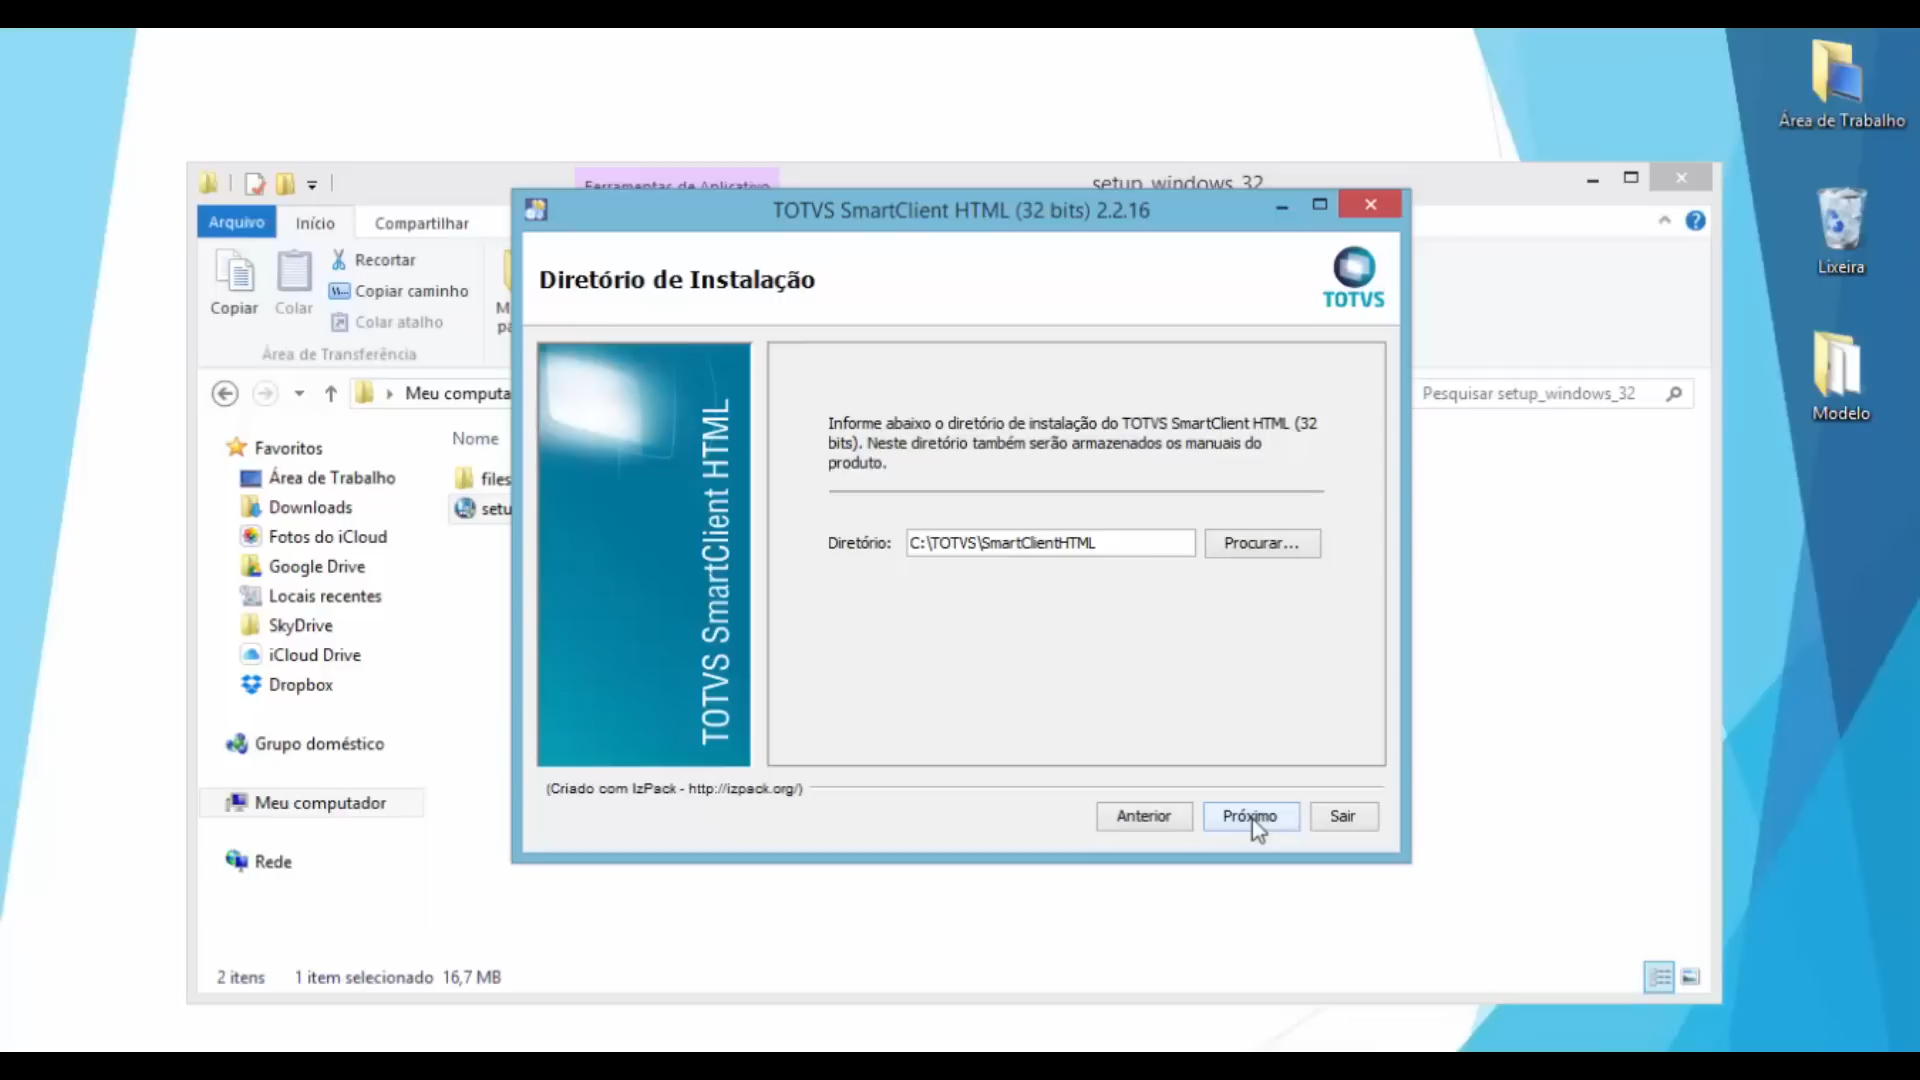 Área de Trabalho
Lixeira
Modelo
Ferramentas de Aplicativo
setup_windows_32
Arquivo
Início
Compartilhar
Copiar
Colar
Recortar
Copiar caminho
Colar atalho
Área de Transferência
Meu computa
Pesquisar setup_windows_32
Favoritos
Área de Trabalho
Downloads
Fotos do iCloud
Google Drive
Locais recentes
SkyDrive
iCloud Drive
Dropbox
Grupo doméstico
Meu computador
Rede
Nome
files
setu
2 itens 1 item selecionado 16,7 MB
TOTVS SmartClient HTML (32 bits) 2.2.16
Diretório de Instalação
TOTVS
TOTVS SmartClient HTML
Informe abaixo o diretório de instalação do TOTVS SmartClient HTML (32
bits). Neste diretório também serão armazenados os manuais do
produto.
Diretório: C:\TOTVS\SmartClientHTML Procurar...
(Criado com IzPack - http://izpack.org/)
Anterior Próximo Sair